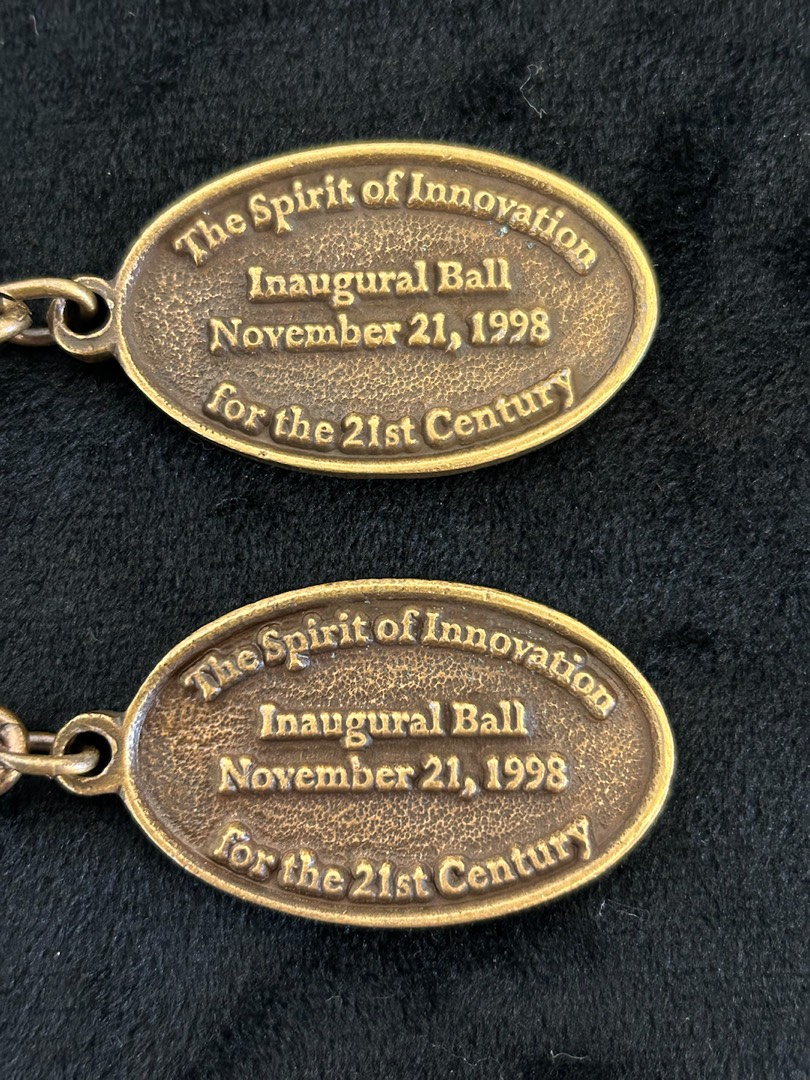 The Spirit of Innovation
Inaugural Ball
November 21, 1998
for the 21st Century
The Spirit of Innovation
Inaugural Ball
November 21, 1998
for the 21st Century